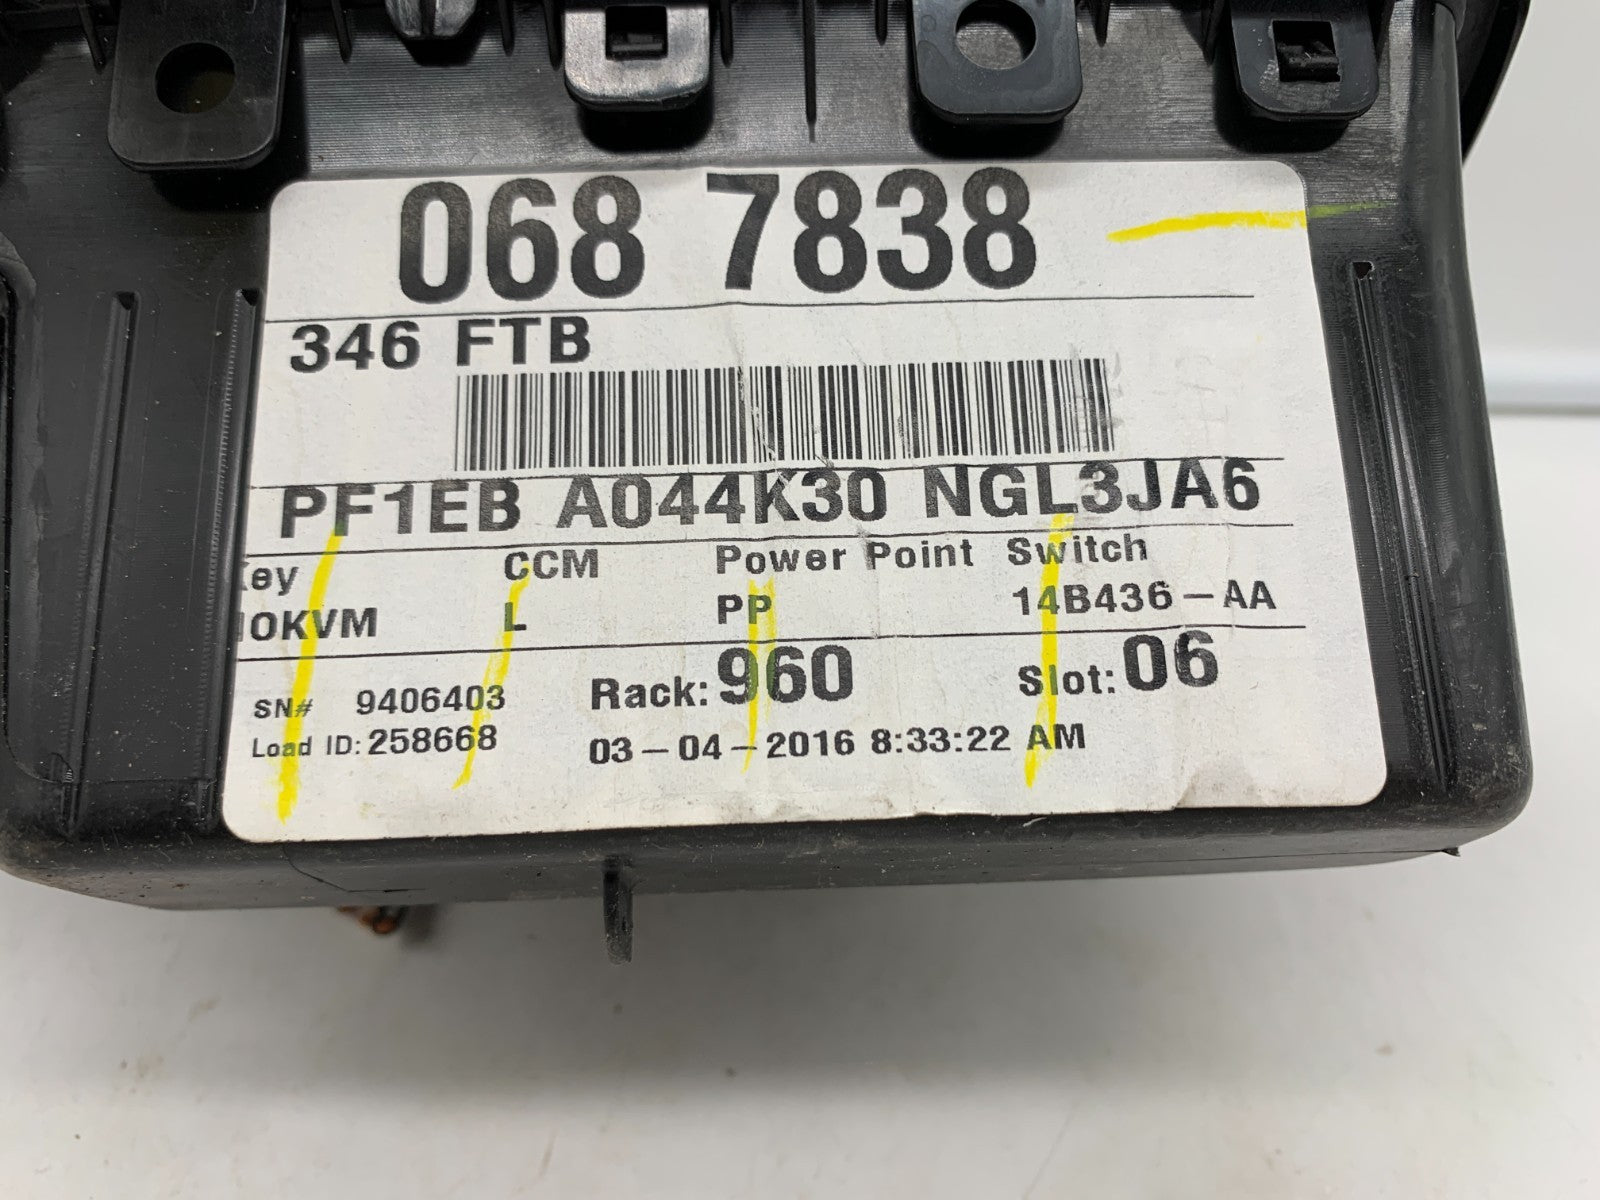 068 7838
346 FTB
PF1EB A044K30 NGL3JA6
CCM Power Point Switch
L PP 14B436-AA
SN# 9406403 Rack: 960 Slot: 06
Load ID: 258668 03-04-2016 8:33:22 AM